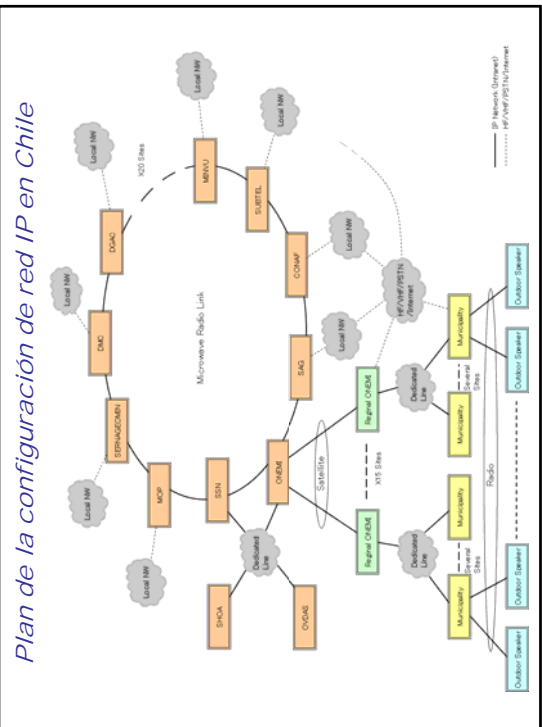 Plan de la configuración de red IP en Chile
Local NW
Local NW
Local NW
Local NW
Local NW
Local NW
X20 Sites
DMC
DGAC
MINVU
SERNAGEOMIN
SUBTEL
MOP
Microwave Radio Link
CONAF
SSN
SAG
Local NW
Local NW
SHOA
Dedicated
Line
ONEMI
OVDAS
Satellite
HF/VHF/PSTN
/Internet
Reginal ONEMI
X15 Sites
Reginal ONEMI
Dedicated
Line
Dedicated
Line
Municipality
Several
Sites
Municipality
Municipality
Several
Sites
Municipality
Radio
Outdoor Speaker
Outdoor Speaker
Outdoor Speaker
Outdoor Speaker
IP Network (Intranet)
HF/VHF/PSTN/Internet